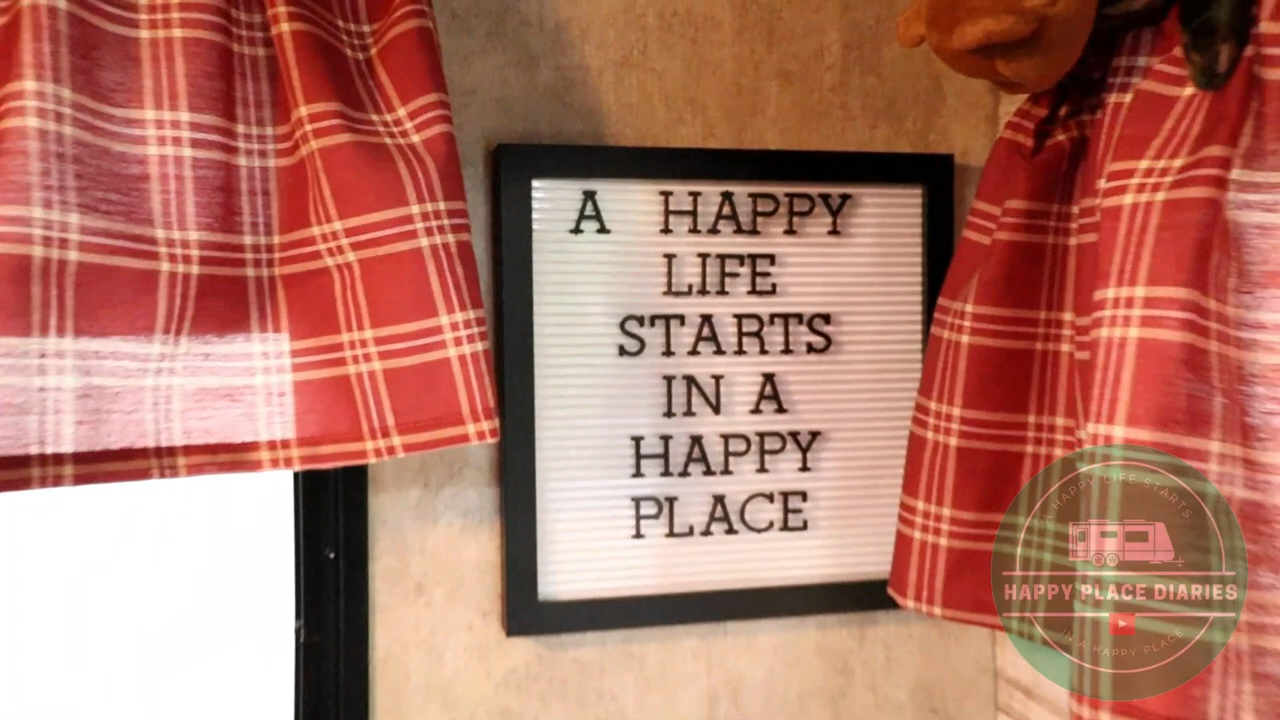 A HAPPY
LIFE
STARTS
IN A
HAPPY
PLACE
A HAPPY LIFE STARTS
HAPPY PLACE DIARIES
IN A HAPPY PLACE